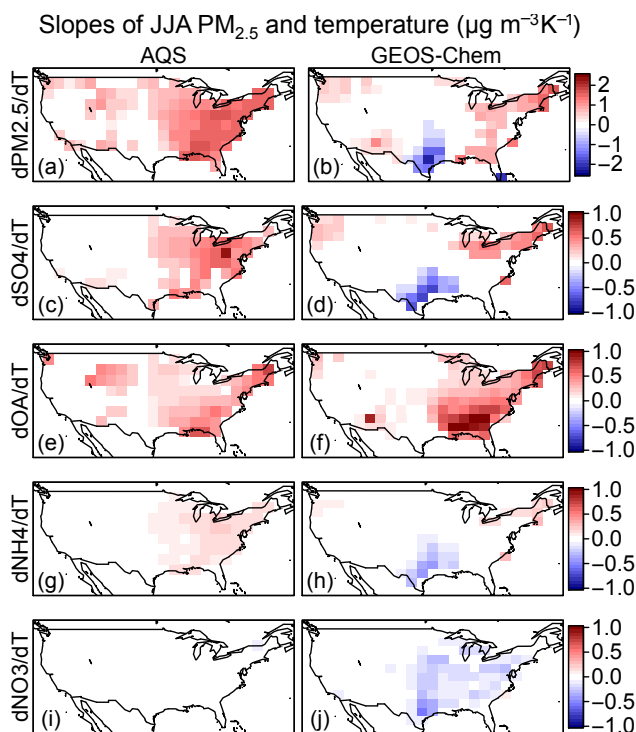 Slopes of JJA PM₂.₅ and temperature (µg m⁻³K⁻¹)
AQS GEOS-Chem
dPM2.5/dT
(a) (b)
2
1
0
−1
−2
dSO4/dT
(c) (d)
1.0
0.5
0.0
−0.5
−1.0
dOA/dT
(e) (f)
1.0
0.5
0.0
−0.5
−1.0
dNH4/dT
(g) (h)
1.0
0.5
0.0
−0.5
−1.0
dNO3/dT
(i) (j)
1.0
0.5
0.0
−0.5
−1.0